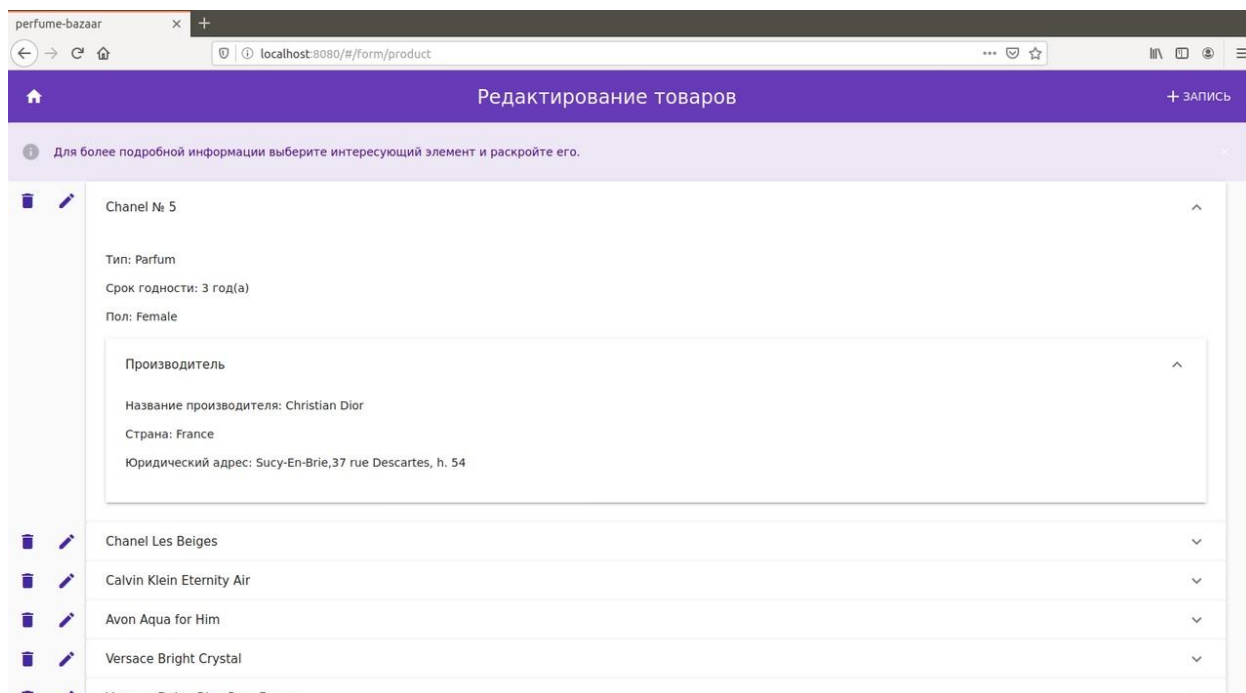 perfume-bazaar
localhost:8080/#/form/product
Редактирование товаров
ЗАПИСЬ
Для более подробной информации выберите интересующий элемент и раскройте его.
Chanel № 5
Тип: Parfum
Срок годности: 3 год(а)
Пол: Female
Производитель
Название производителя: Christian Dior
Страна: France
Юридический адрес: Sucy-En-Brie,37 rue Descartes, h. 54
Chanel Les Beiges
Calvin Klein Eternity Air
Avon Aqua for Him
Versace Bright Crystal